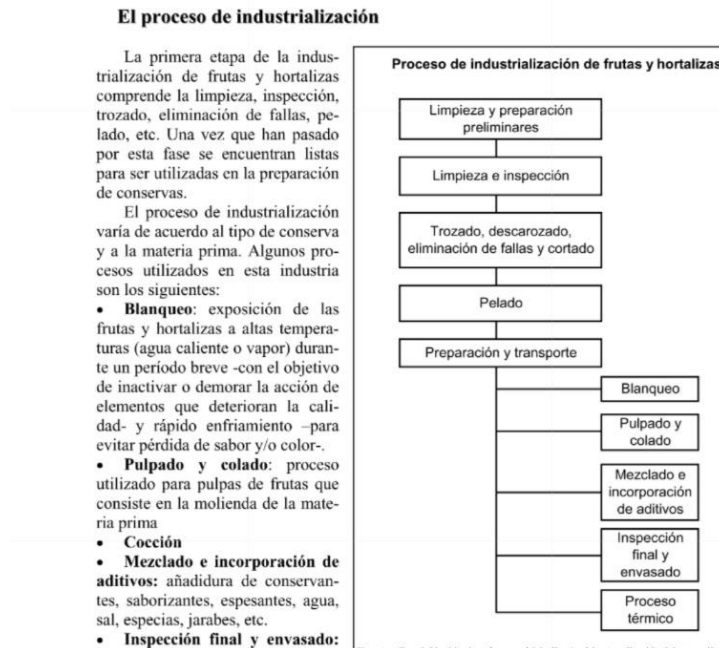 El proceso de industrialización
La primera etapa de la indus-
trialización de frutas y hortalizas
comprende la limpieza, inspección,
trozado, eliminación de fallas, pe-
lado, etc. Una vez que han pasado
por esta fase se encuentran listas
para ser utilizadas en la preparación
de conservas.
El proceso de industrialización
varía de acuerdo al tipo de conserva
y a la materia prima. Algunos pro-
cesos utilizados en esta industria
son los siguientes:
• Blanqueo: exposición de las
frutas y hortalizas a altas tempera-
turas (agua caliente o vapor) duran-
te un período breve -con el objetivo
de inactivar o demorar la acción de
elementos que deterioran la cali-
dad- y rápido enfriamiento –para
evitar pérdida de sabor y/o color-.
• Pulpado y colado: proceso
utilizado para pulpas de frutas que
consiste en la molienda de la mate-
ria prima
• Cocción
• Mezclado e incorporación de
aditivos: añadidura de conservan-
tes, saborizantes, espesantes, agua,
sal, especias, jarabes, etc.
• Inspección final y envasado:
Proceso de industrialización de frutas y hortalizas
Limpieza y preparación
preliminares
Limpieza e inspección
Trozado, descarozado,
eliminación de fallas y cortado
Pelado
Preparación y transporte
Blanqueo
Pulpado y
colado
Mezclado e
incorporación
de aditivos
Inspección
final y
envasado
Proceso
térmico